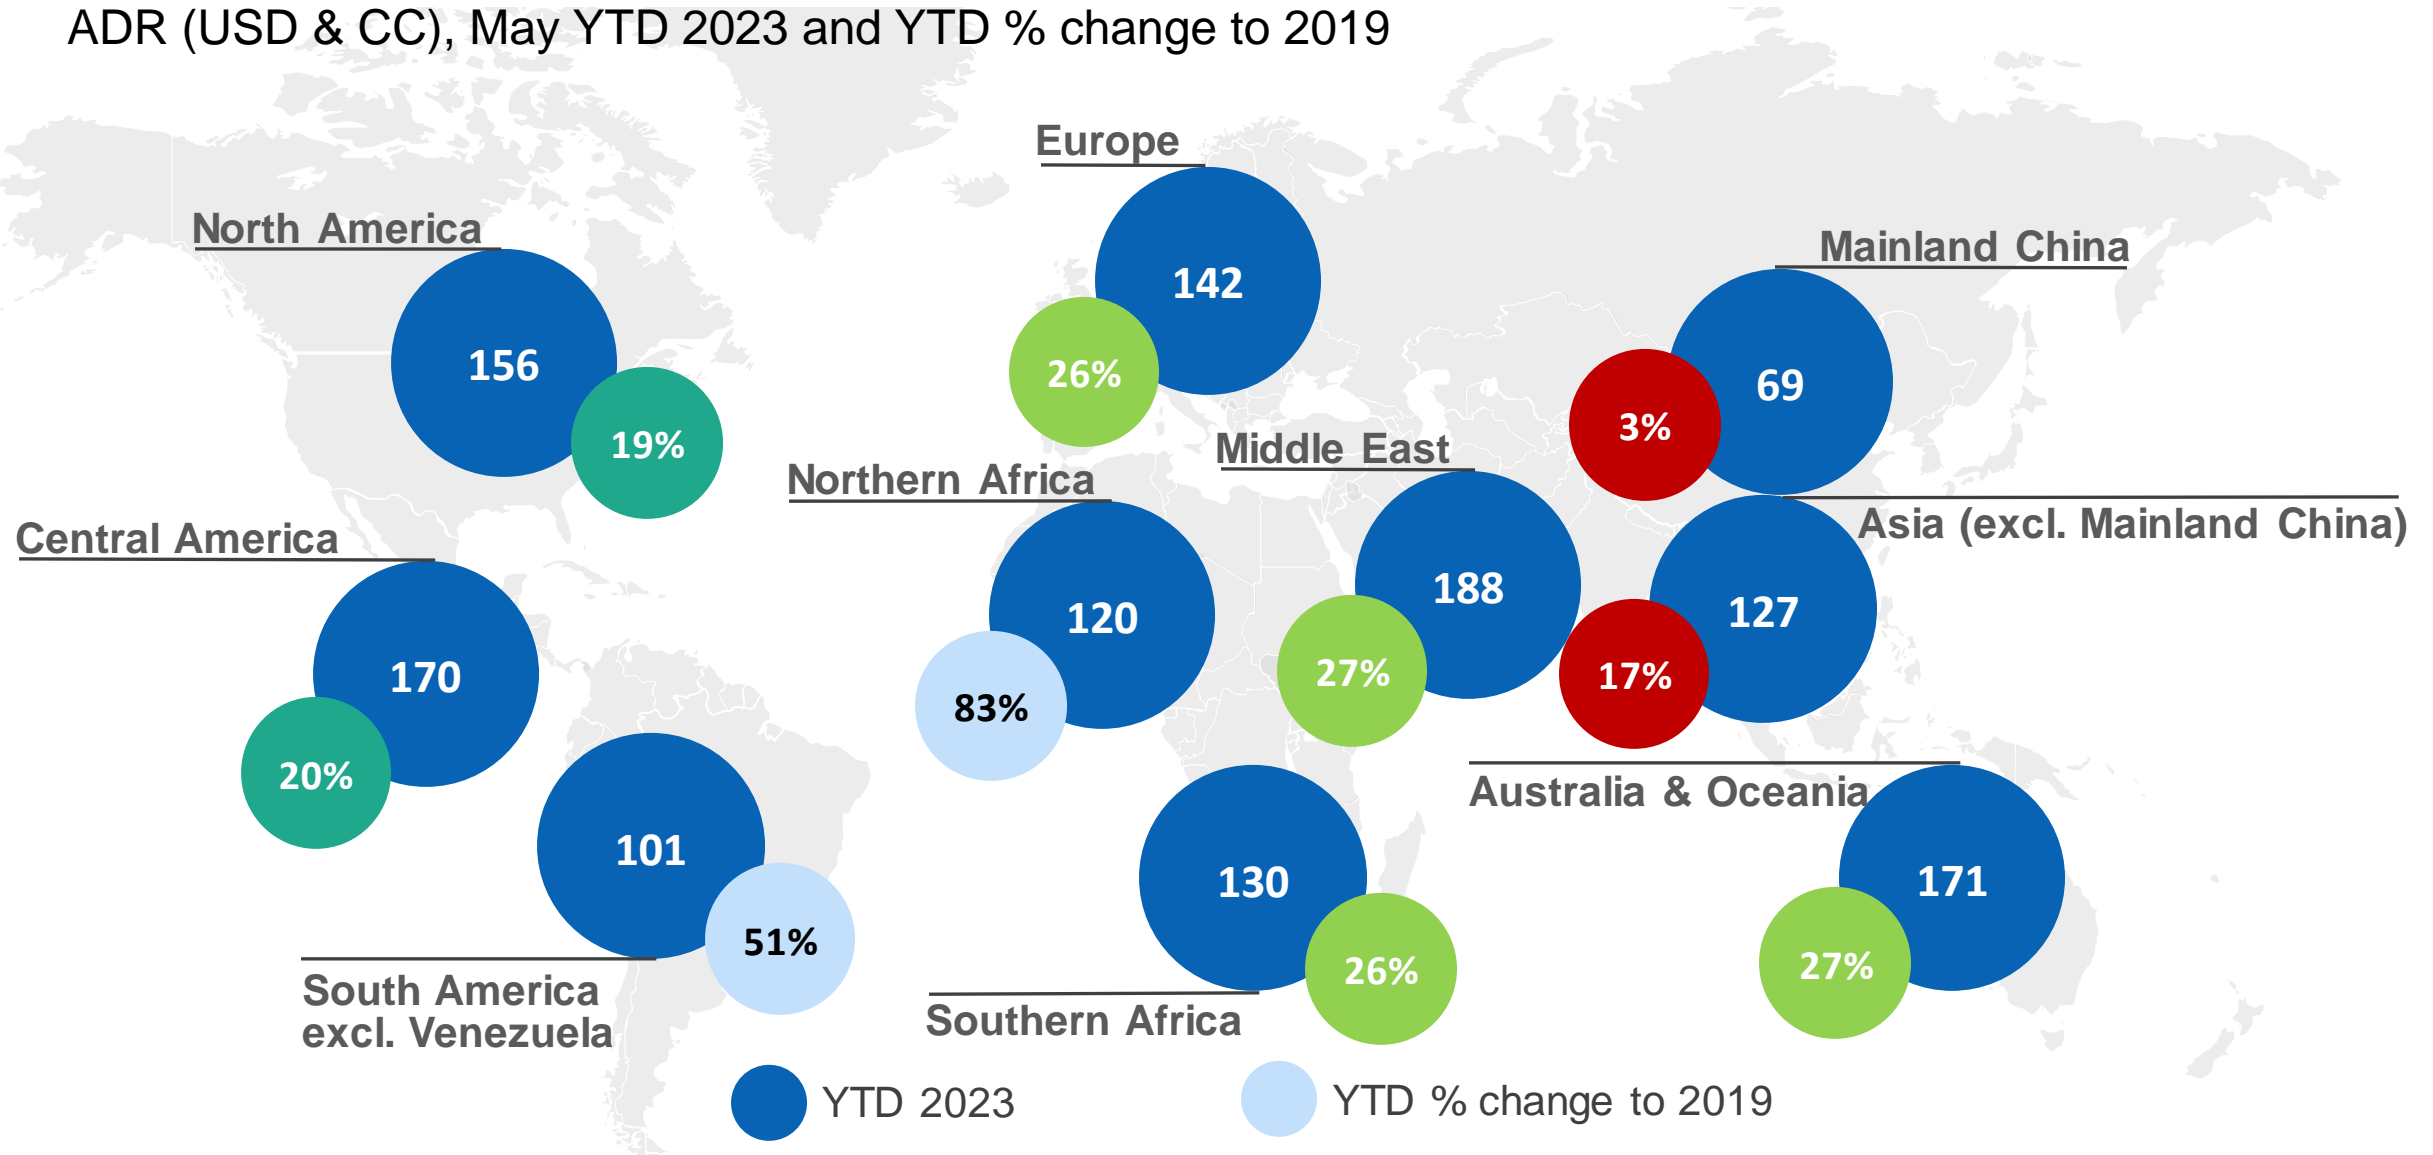 ADR (USD & CC), May YTD 2023 and YTD % change to 2019
Europe
142
26%
North America
156
19%
Mainland China
69
3%
Middle East
188
27%
Northern Africa
120
83%
Asia (excl. Mainland China)
127
17%
Central America
170
20%
101
51%
South America
excl. Venezuela
130
26%
Southern Africa
Australia & Oceania
171
27%
YTD 2023
YTD % change to 2019